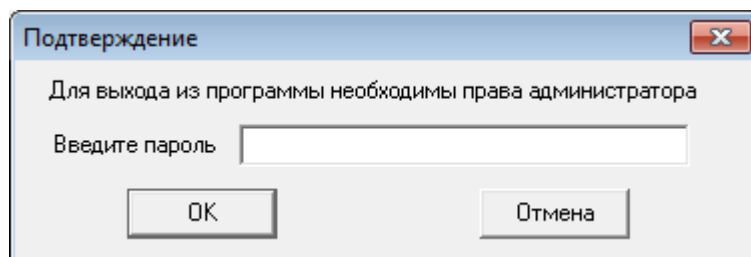 Подтверждение
Для выхода из программы необходимы права администратора
Введите пароль
OK
Отмена